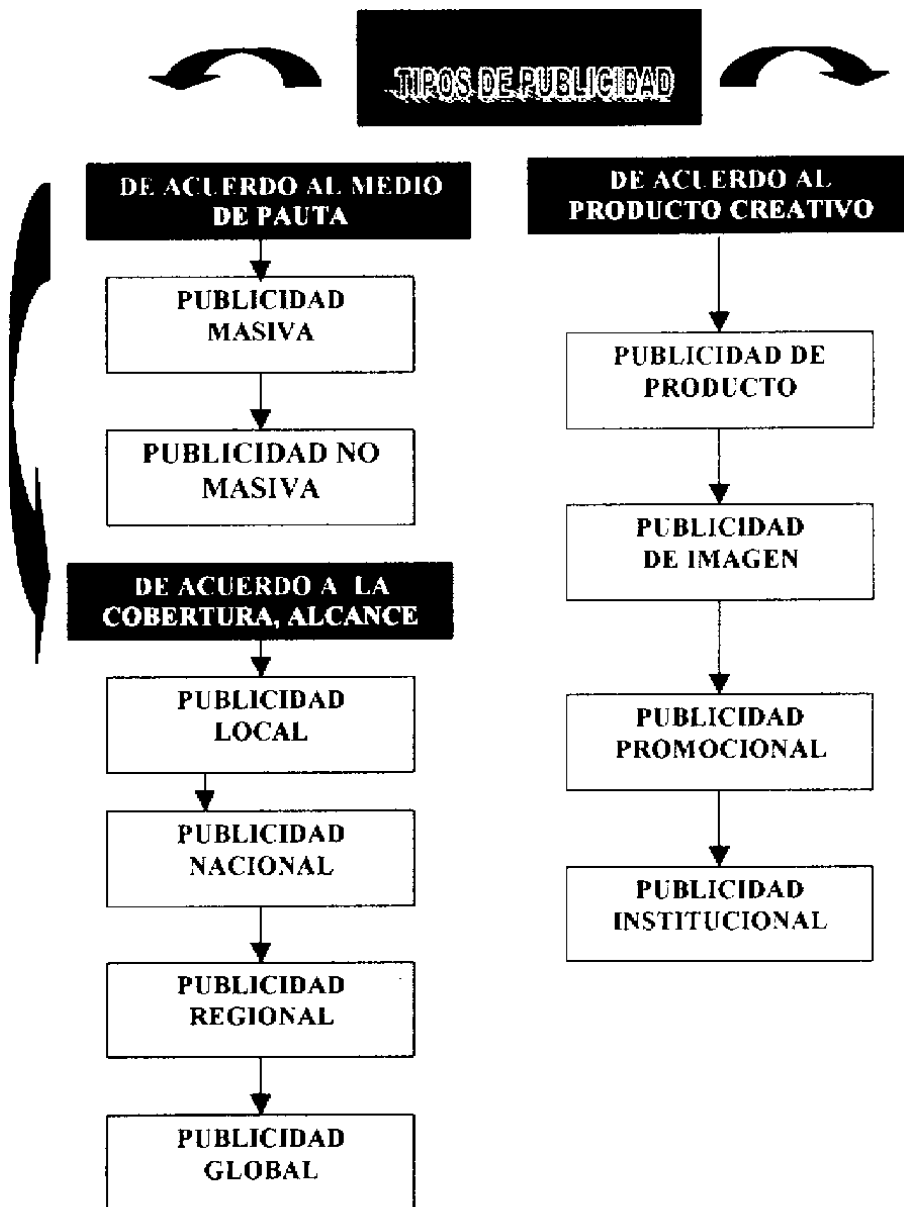 TIPOS DE PUBLICIDAD
DE ACUERDO AL MEDIO
DE PAUTA
PUBLICIDAD
MASIVA
PUBLICIDAD NO
MASIVA
DE ACUERDO A LA
COBERTURA, ALCANCE
PUBLICIDAD
LOCAL
PUBLICIDAD
NACIONAL
PUBLICIDAD
REGIONAL
PUBLICIDAD
GLOBAL
DE ACUERDO AL
PRODUCTO CREATIVO
PUBLICIDAD DE
PRODUCTO
PUBLICIDAD
DE IMAGEN
PUBLICIDAD
PROMOCIONAL
PUBLICIDAD
INSTITUCIONAL